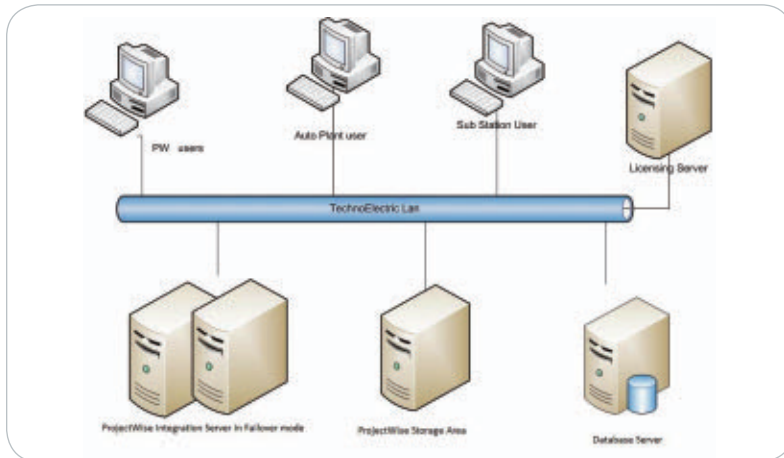 PW users
Auto Plant user
Sub Station User
Licensing Server
TechnoElectric Lan
ProjectWise Integration Server in Failover mode
ProjectWise Storage Area
Database Server